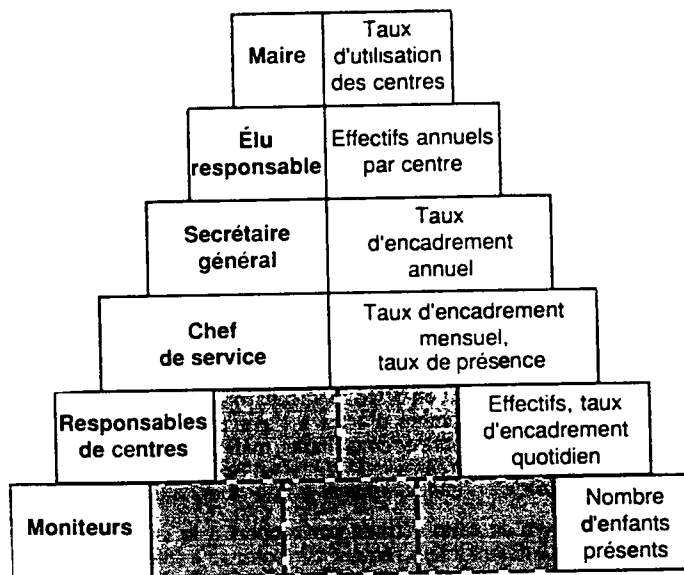 Maire
Taux
d'utilisation
des centres
Élu
responsable
Effectifs annuels
par centre
Secrétaire
général
Taux
d'encadrement
annuel
Chef
de service
Taux d'encadrement
mensuel,
taux de présence
Responsables
de centres
Effectifs, taux
d'encadrement
quotidien
Moniteurs
Nombre
d'enfants
présents